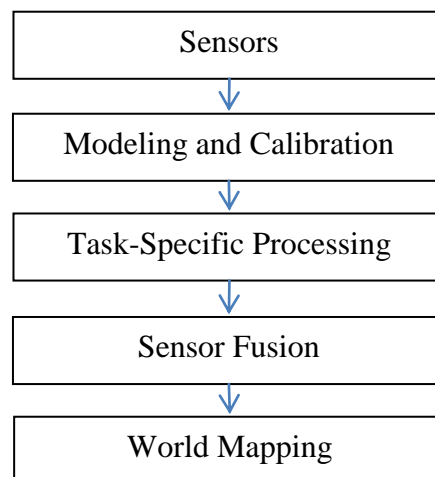 Sensors
Modeling and Calibration
Task-Specific Processing
Sensor Fusion
World Mapping